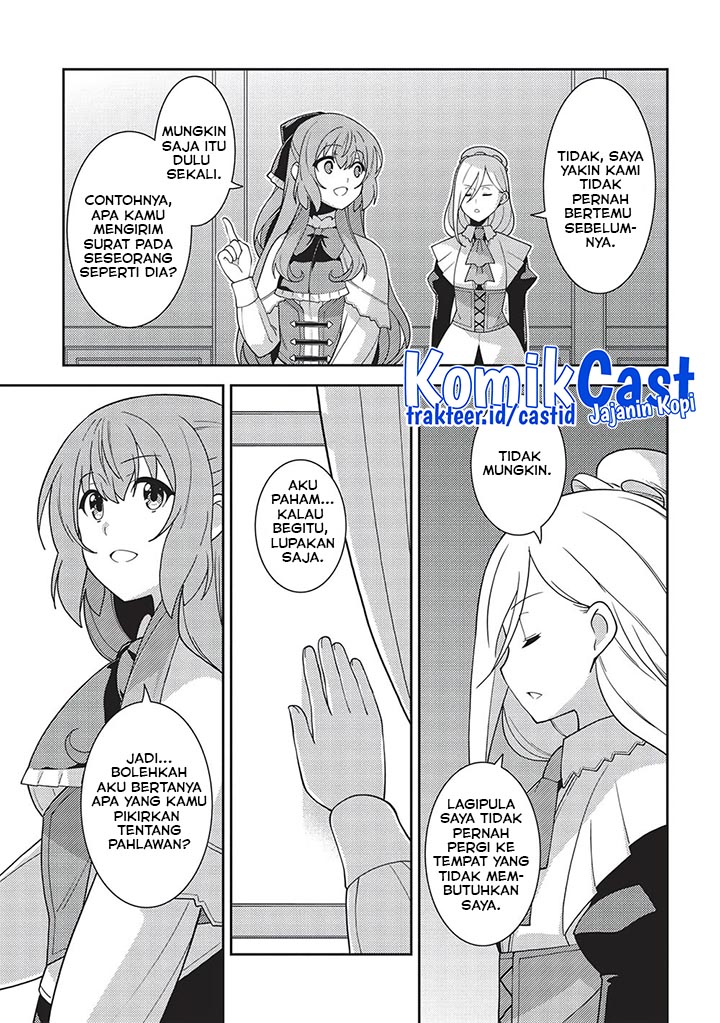 TIDAK, SAYA
YAKIN KAMI
TIDAK
PERNAH
BERTEMU
SEBELUM-
NYA.
MUNGKIN
SAJA ITU
DULU
SEKALI.
CONTOHNYA,
APA KAMU
MENGIRIM
SURAT PADA
SESEORANG
SEPERTI DIA?
KomikCast
trakteer.id/castid
Jajanin Kopi
TIDAK
MUNGKIN.
LAGIPULA
SAYA TIDAK
PERNAH
PERGI KE
TEMPAT YANG
TIDAK MEM-
BUTUHKAN
SAYA.
AKU
PAHAM...
KALAU
BEGITU,
LUPAKAN
SAJA.
JADI...
BOLEHKAH
AKU BERTANYA
APA YANG KAMU
PIKIRKAN
TENTANG
PAHLAWAN?